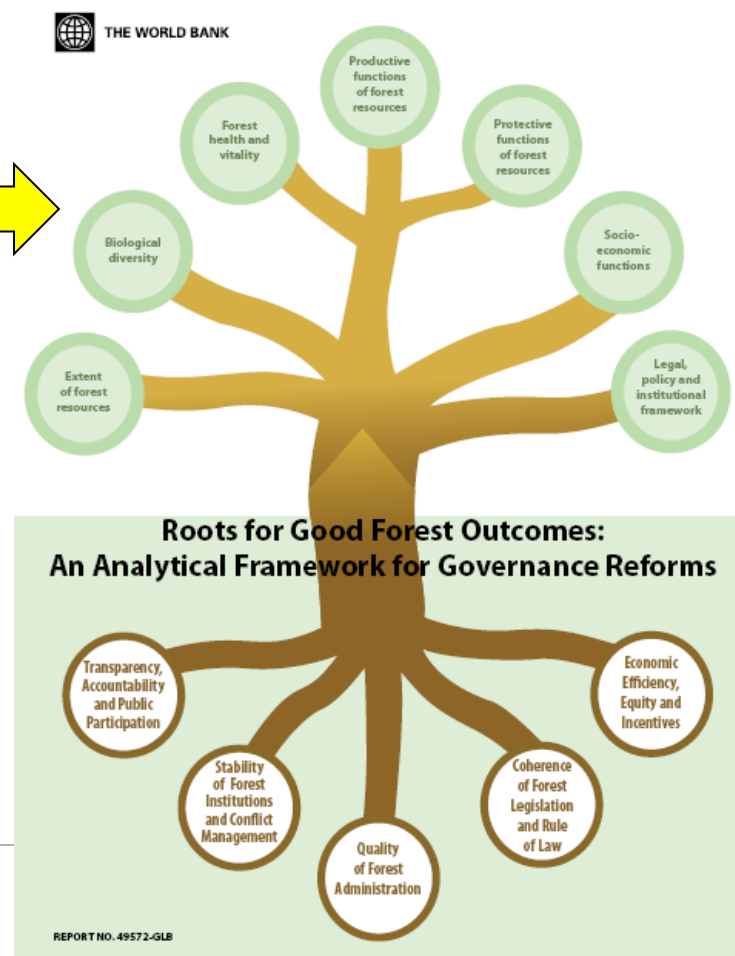 THE WORLD BANK
Productive
functions
of forest
resources
Forest
health and
vitality
Protective
functions
of forest
resources
Biological
diversity
Socio-
economic
functions
Extent
of forest
resources
Legal,
policy and
institutional
framework
Roots for Good Forest Outcomes:
An Analytical Framework for Governance Reforms
Transparency,
Accountability
and Public
Participation
Economic
Efficiency,
Equity and
Incentives
Stability
of Forest
Institutions
and Conflict
Management
Coherence
of Forest
Legislation
and Rule
of Law
Quality
of Forest
Administration
REPORT NO. 49572-GLB